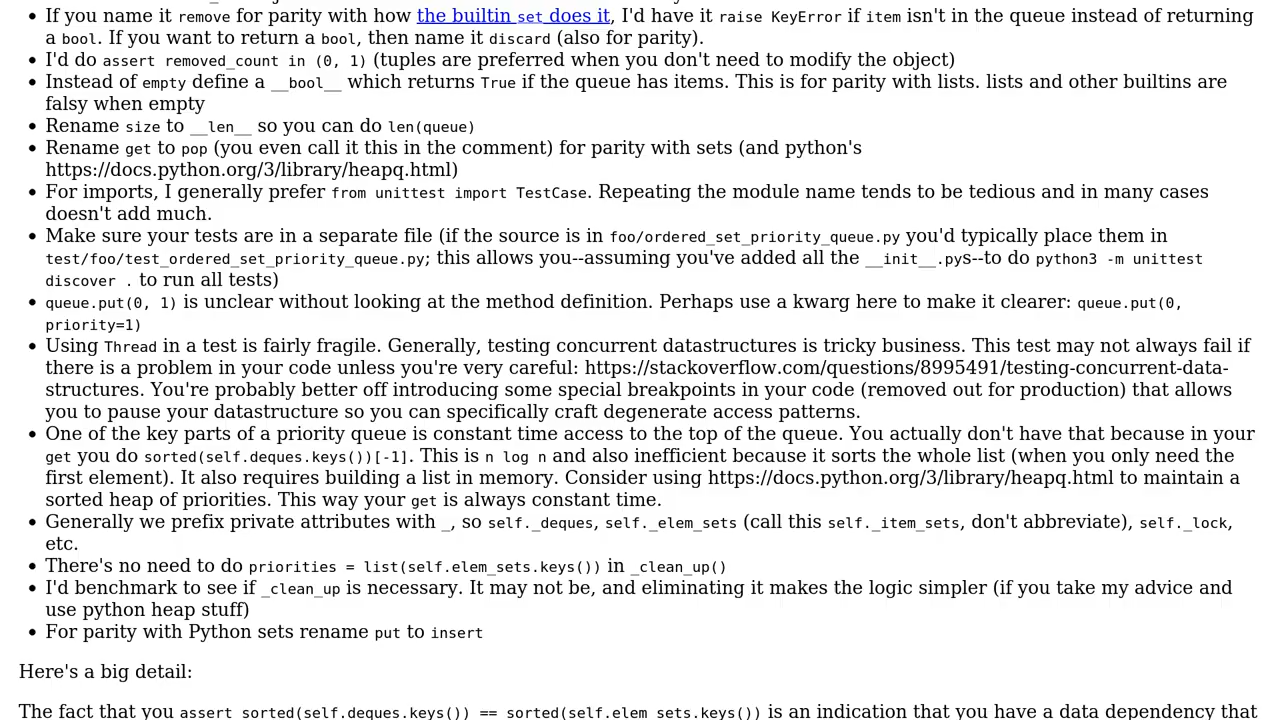 If you name it remove for parity with how the builtin set does it, I'd have it raise KeyError if item isn't in the queue instead of returning
a bool. If you want to return a bool, then name it discard (also for parity).
I'd do assert removed_count in (0, 1) (tuples are preferred when you don't need to modify the object)
Instead of empty define a __bool__ which returns True if the queue has items. This is for parity with lists. lists and other builtins are
falsy when empty
Rename size to __len__ so you can do len(queue)
Rename get to pop (you even call it this in the comment) for parity with sets (and python's
https://docs.python.org/3/library/heapq.html)
For imports, I generally prefer from unittest import TestCase. Repeating the module name tends to be tedious and in many cases
doesn't add much.
Make sure your tests are in a separate file (if the source is in foo/ordered_set_priority_queue.py you'd typically place them in
test/foo/test_ordered_set_priority_queue.py; this allows you--assuming you've added all the __init__.pys--to do python3 -m unittest
discover . to run all tests)
queue.put(0, 1) is unclear without looking at the method definition. Perhaps use a kwarg here to make it clearer: queue.put(0,
priority=1)
Using Thread in a test is fairly fragile. Generally, testing concurrent datastructures is tricky business. This test may not always fail if
there is a problem in your code unless you're very careful: https://stackoverflow.com/questions/8995491/testing-concurrent-data-
structures. You're probably better off introducing some special breakpoints in your code (removed out for production) that allows
you to pause your datastructure so you can specifically craft degenerate access patterns.
One of the key parts of a priority queue is constant time access to the top of the queue. You actually don't have that because in your
get you do sorted(self.deques.keys())[-1]. This is n log n and also inefficient because it sorts the whole list (when you only need the
first element). It also requires building a list in memory. Consider using https://docs.python.org/3/library/heapq.html to maintain a
sorted heap of priorities. This way your get is always constant time.
Generally we prefix private attributes with _, so self._deques, self._elem_sets (call this self._item_sets, don't abbreviate), self._lock,
etc.
There's no need to do priorities = list(self.elem_sets.keys()) in _clean_up()
I'd benchmark to see if _clean_up is necessary. It may not be, and eliminating it makes the logic simpler (if you take my advice and
use python heap stuff)
For parity with Python sets rename put to insert
Here's a big detail:
The fact that you assert sorted(self.deques.keys()) == sorted(self.elem_sets.keys()) is an indication that you have a data dependency that